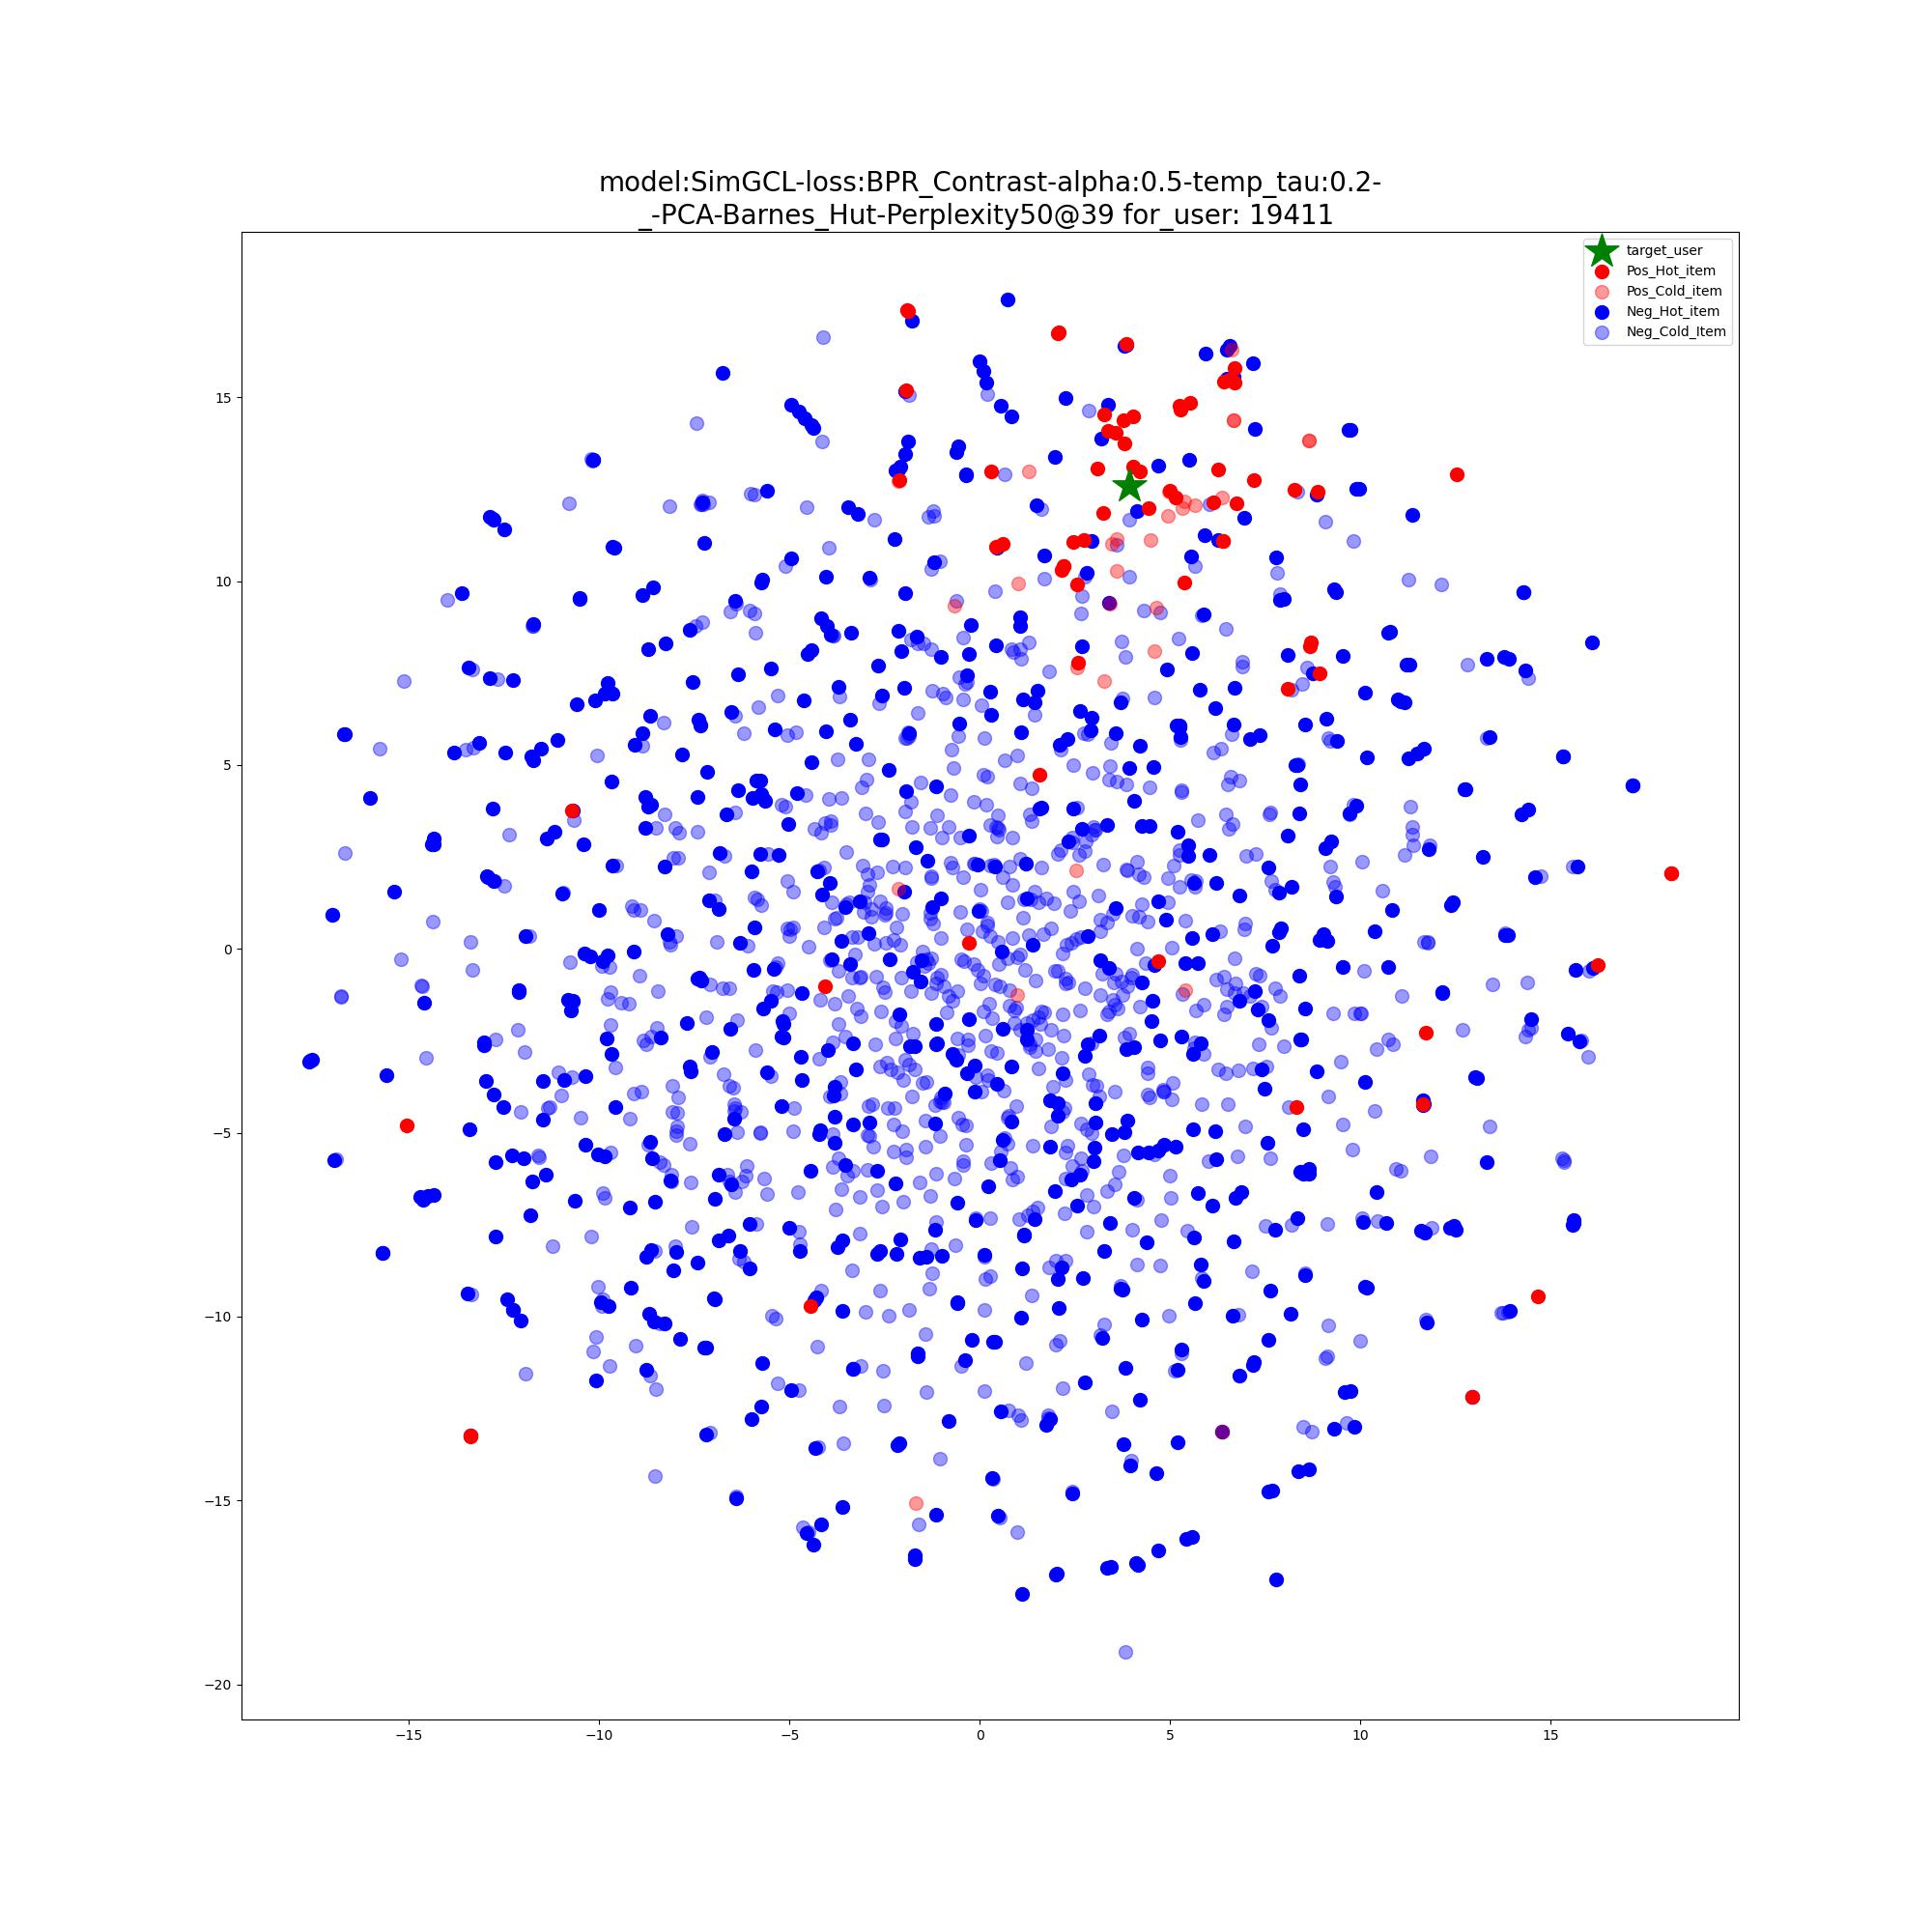 model:SimGCL-loss:BPR_Contrast-alpha:0.5-temp_tau:0.2-
_-PCA-Barnes_Hut-Perplexity50@39 for_user: 19411
target_user
Pos_Hot_item
Pos_Cold_item
Neg_Hot_item
Neg_Cold_Item
15
10
5
0
−5
−10
−15
−20
−15
−10
−5
0
5
10
15